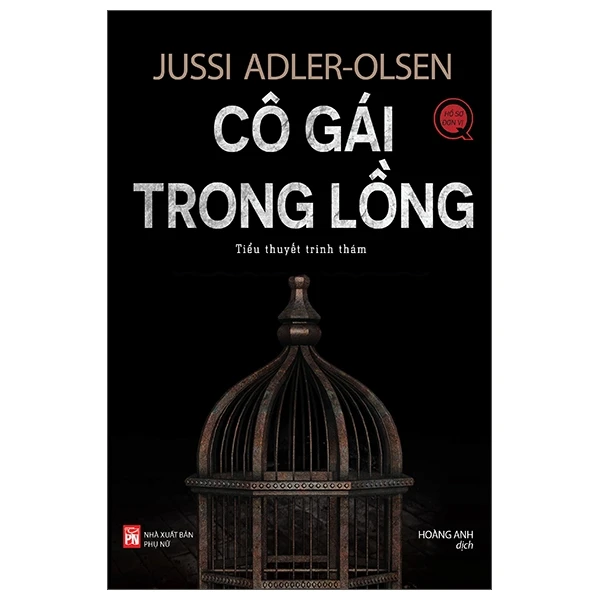 JUSSI ADLER-OLSEN
CÔ GÁI
HỒ SƠ
ĐƠN VỊ
Q
TRONG LỒNG
Tiểu thuyết trinh thám
PN
NHÀ XUẤT BẢN
PHỤ NỮ
HOÀNG ANH
dịch